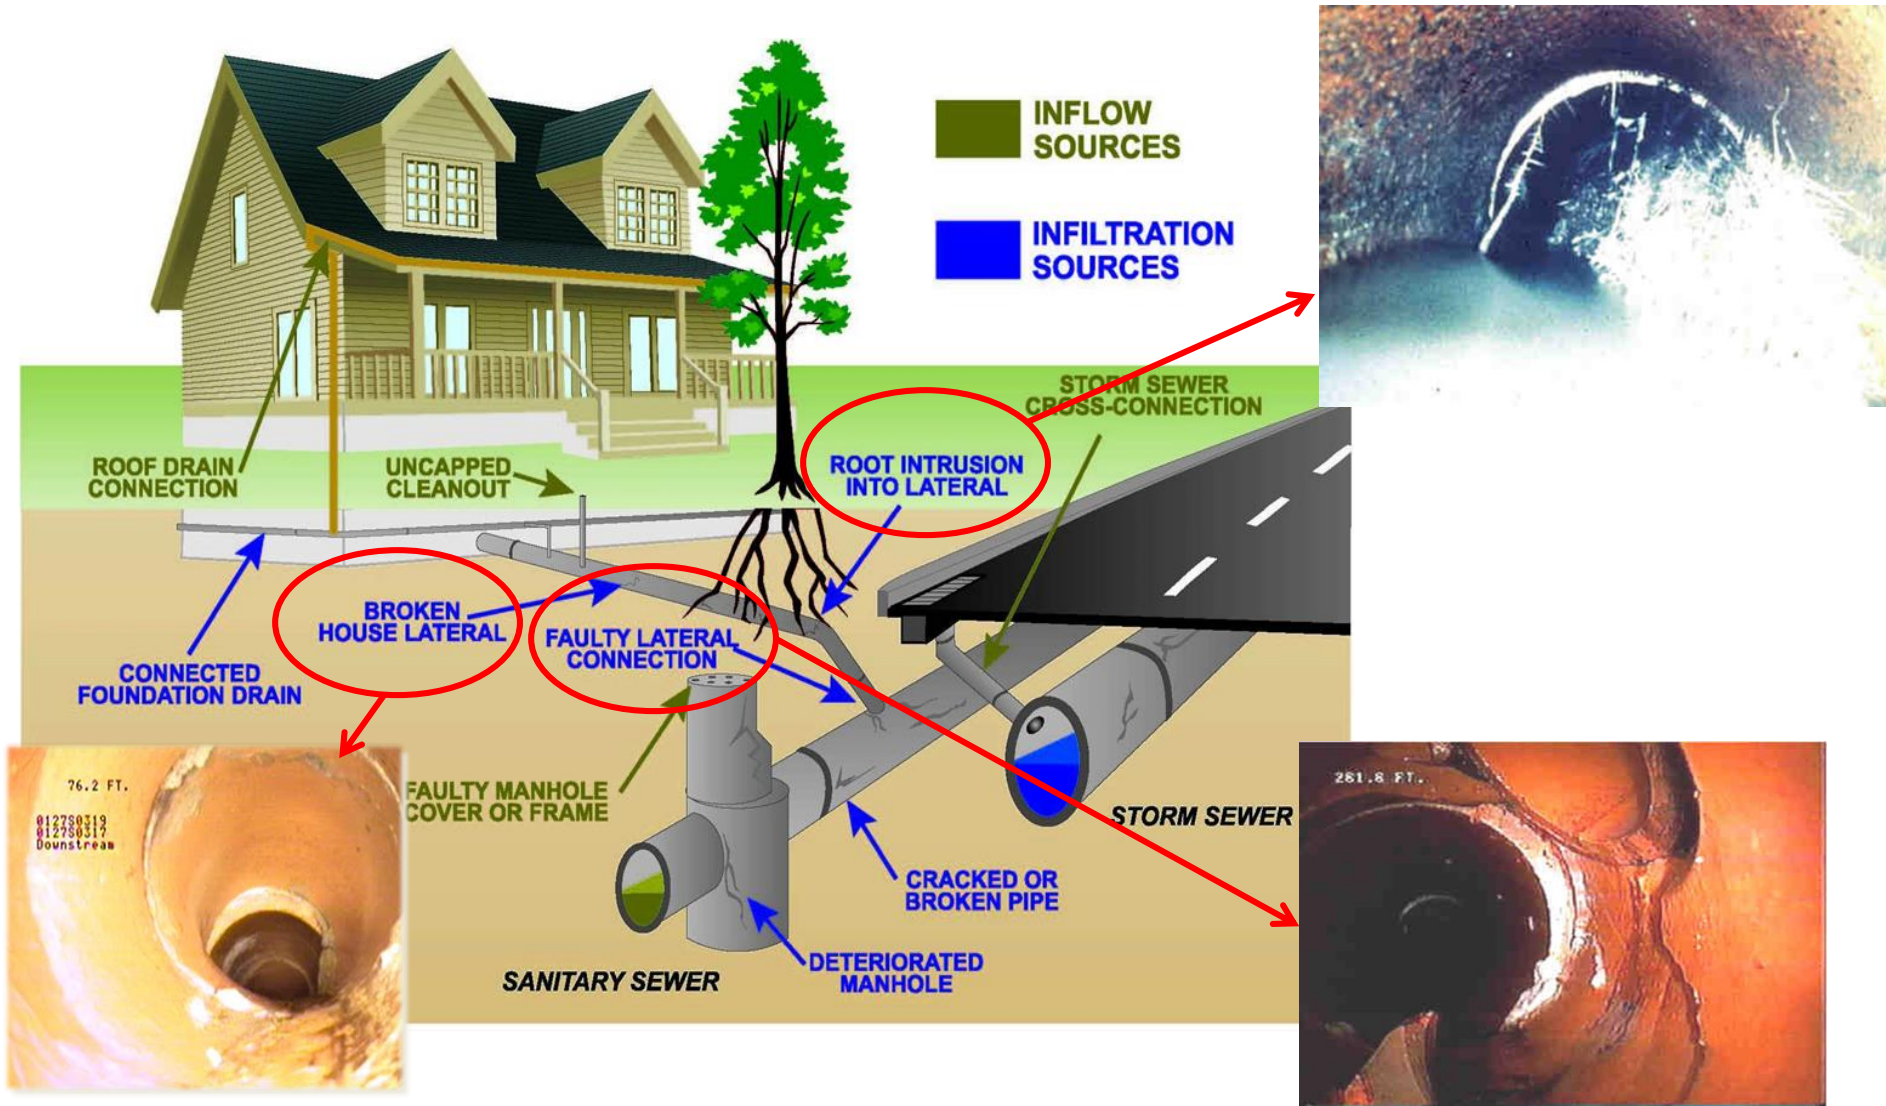 INFLOW
SOURCES
INFILTRATION
SOURCES
STORM SEWER
CROSS-CONNECTION
ROOF DRAIN
CONNECTION
UNCAPPED
CLEANOUT
ROOT INTRUSION
INTO LATERAL
BROKEN
HOUSE LATERAL
FAULTY LATERAL
CONNECTION
CONNECTED
FOUNDATION DRAIN
FAULTY MANHOLE
COVER OR FRAME
STORM SEWER
CRACKED OR
BROKEN PIPE
DETERIORATED
MANHOLE
SANITARY SEWER
76.2 FT.
0127S0319
0127S0317
Downstream
281.8 FT.